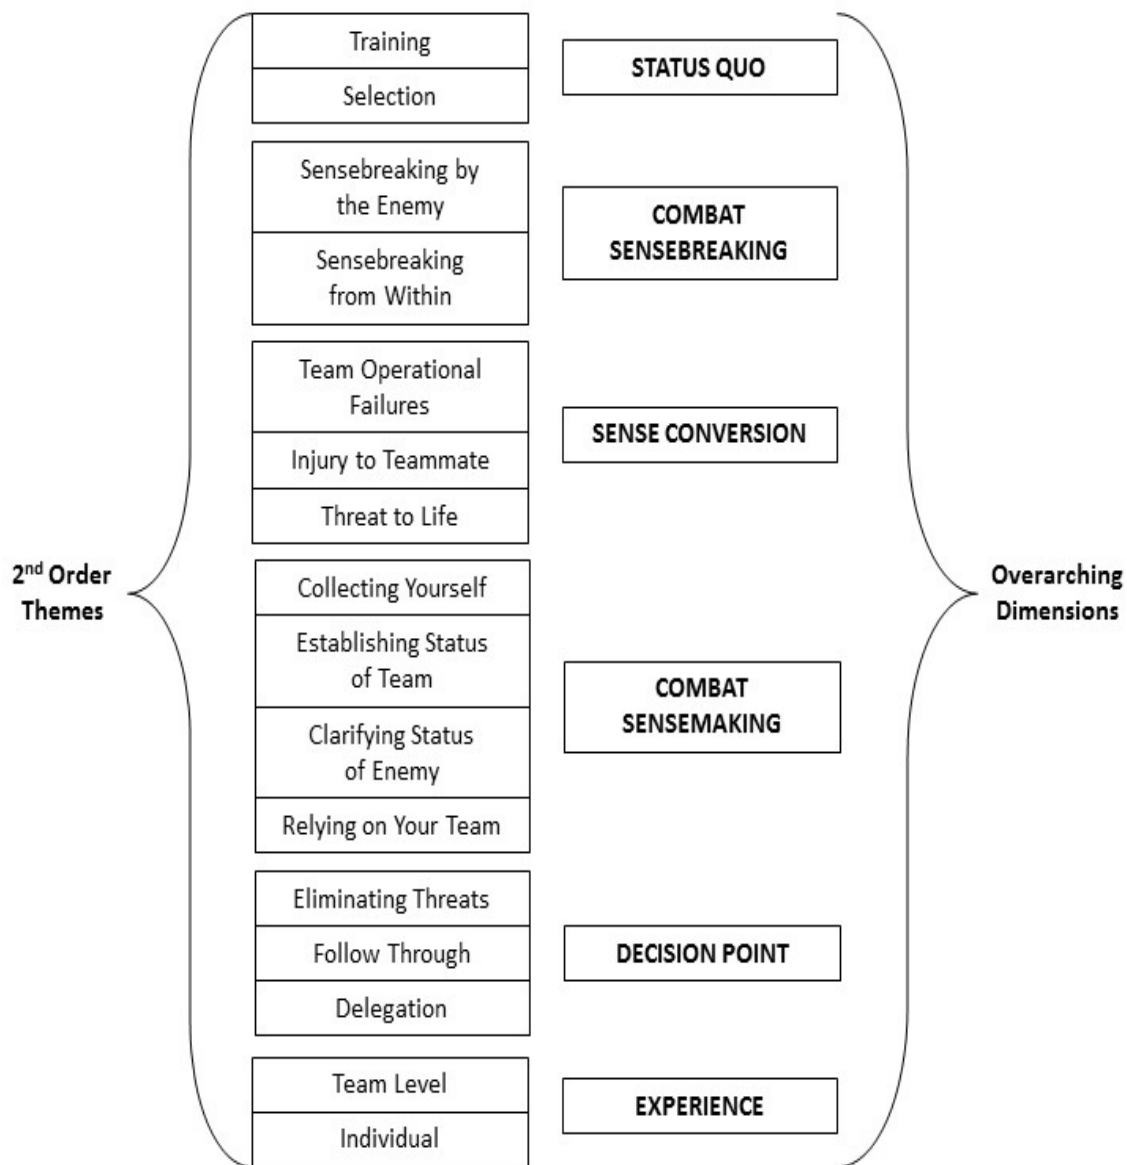 Training
Selection
STATUS QUO
Sensebreaking by
the Enemy
Sensebreaking
from Within
COMBAT
SENSEBREAKING
Team Operational
Failures
Injury to Teammate
Threat to Life
SENSE CONVERSION
2nd Order
Themes
Overarching
Dimensions
Collecting Yourself
Establishing Status
of Team
Clarifying Status
of Enemy
Relying on Your Team
COMBAT
SENSEMAKING
Eliminating Threats
Follow Through
Delegation
DECISION POINT
Team Level
Individual
EXPERIENCE